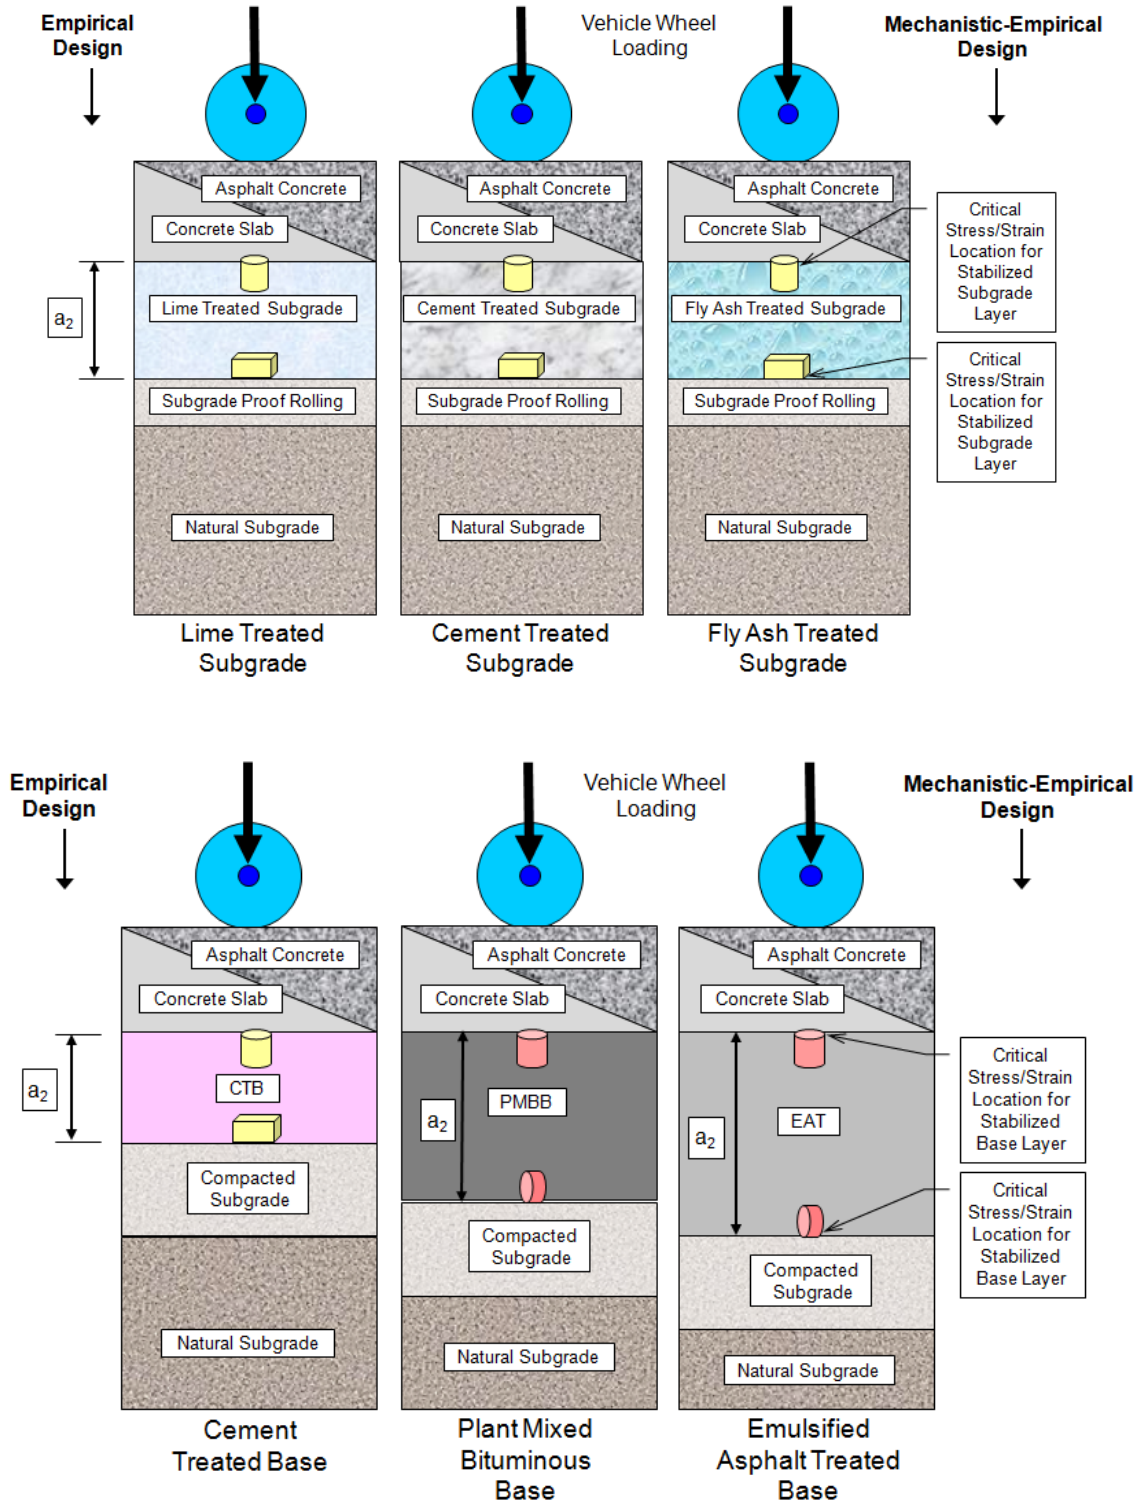 Empirical
Design
Vehicle Wheel
Loading
Mechanistic-Empirical
Design
Asphalt Concrete
Concrete Slab
Asphalt Concrete
Concrete Slab
Asphalt Concrete
Concrete Slab
Critical
Stress/Strain
Location for
Stabilized
Subgrade
Layer
a2
Lime Treated Subgrade
Cement Treated Subgrade
Fly Ash Treated Subgrade
Critical
Stress/Strain
Location for
Stabilized
Subgrade
Layer
Subgrade Proof Rolling
Subgrade Proof Rolling
Subgrade Proof Rolling
Natural Subgrade
Natural Subgrade
Natural Subgrade
Lime Treated
Subgrade
Cement Treated
Subgrade
Fly Ash Treated
Subgrade
Empirical
Design
Vehicle Wheel
Loading
Mechanistic-Empirical
Design
Asphalt Concrete
Concrete Slab
Asphalt Concrete
Concrete Slab
Asphalt Concrete
Concrete Slab
Critical
Stress/Strain
Location for
Stabilized
Base Layer
a2
CTB
a2
PMBB
a2
EAT
Critical
Stress/Strain
Location for
Stabilized
Base Layer
Compacted
Subgrade
Compacted
Subgrade
Compacted
Subgrade
Natural Subgrade
Natural Subgrade
Natural Subgrade
Cement
Treated Base
Plant Mixed
Bituminous
Base
Emulsified
Asphalt Treated
Base